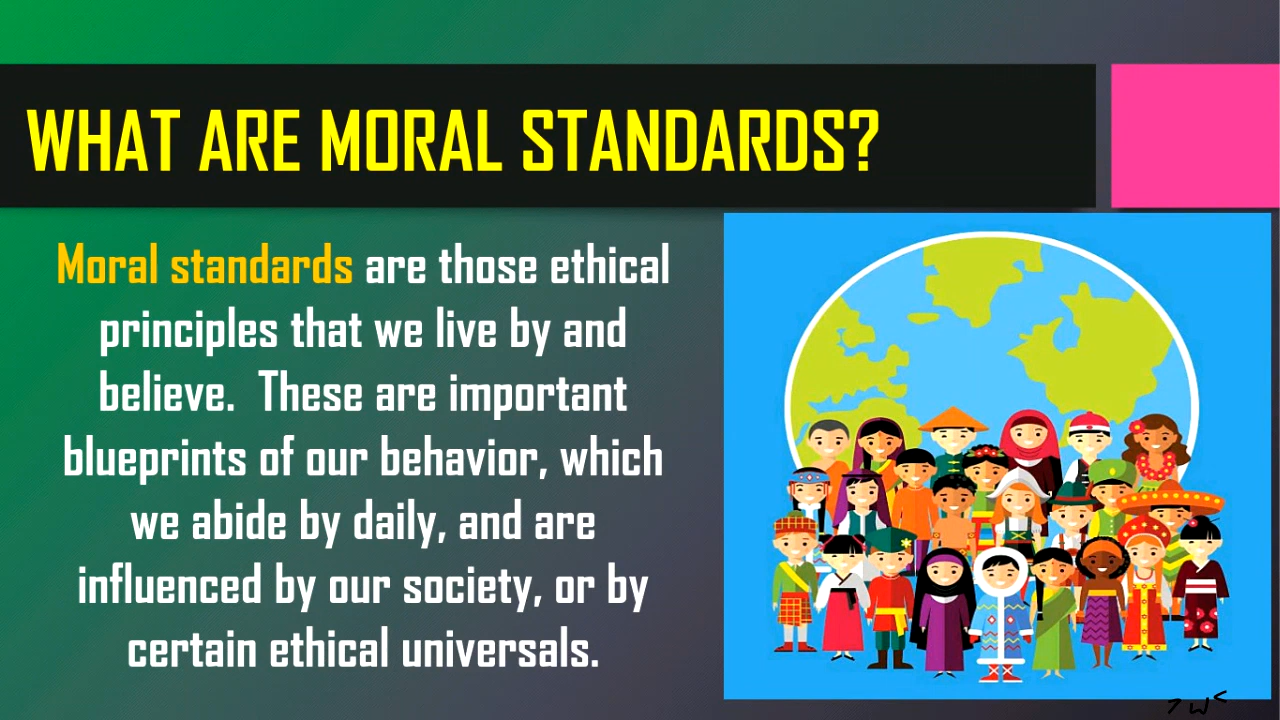 WHAT ARE MORAL STANDARDS?
Moral standards are those ethical
principles that we live by and
believe.  These are important
blueprints of our behavior, which
we abide by daily, and are
influenced by our society, or by
certain ethical universals.